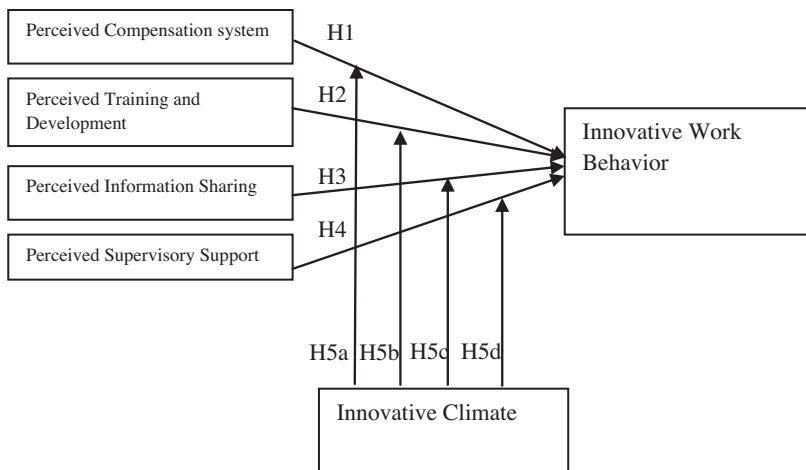 Perceived Compensation system
H1
Perceived Training and
Development
H2
Innovative Work
Behavior
Perceived Information Sharing
H3
Perceived Supervisory Support
H4
H5a H5b H5c H5d
Innovative Climate